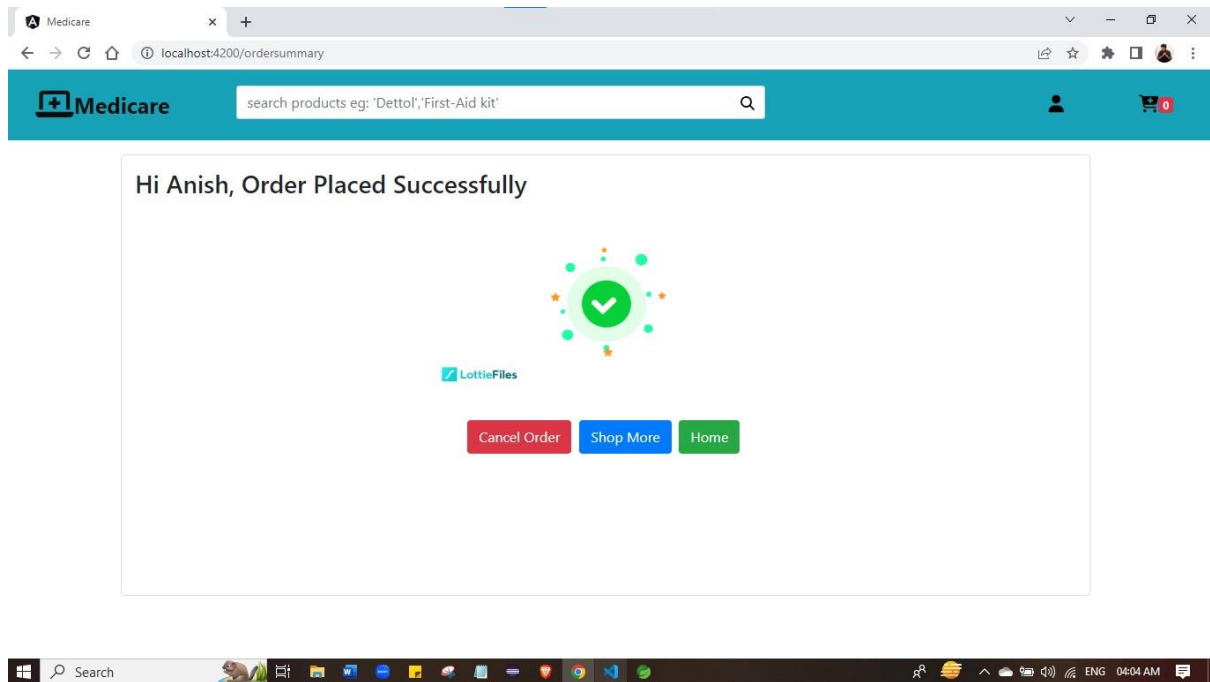 Medicare
localhost:4200/ordersummary
Medicare
search products eg: 'Dettol','First-Aid kit'
0
Hi Anish, Order Placed Successfully
LottieFiles
Cancel Order Shop More Home
Search
ENG 04:04 AM